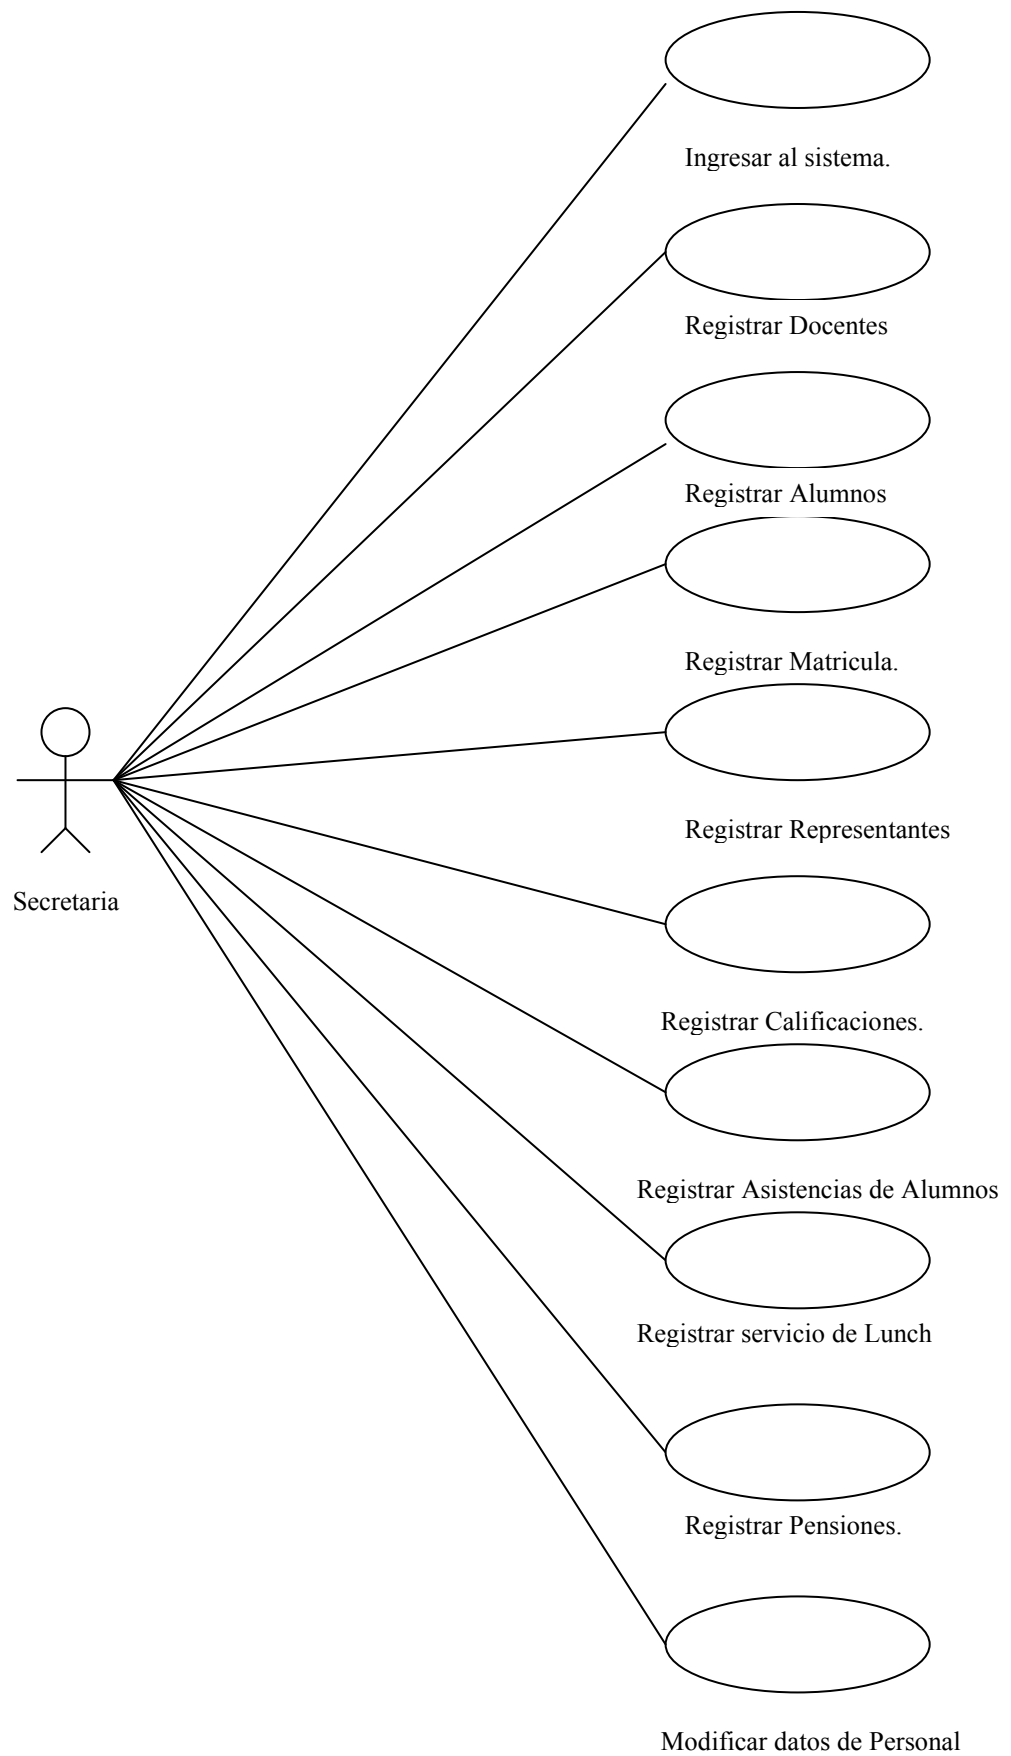 Ingresar al sistema.
Registrar Docentes
Registrar Alumnos
Registrar Matricula.
Registrar Representantes
Secretaria
Registrar Calificaciones.
Registrar Asistencias de Alumnos
Registrar servicio de Lunch
Registrar Pensiones.
Modificar datos de Personal